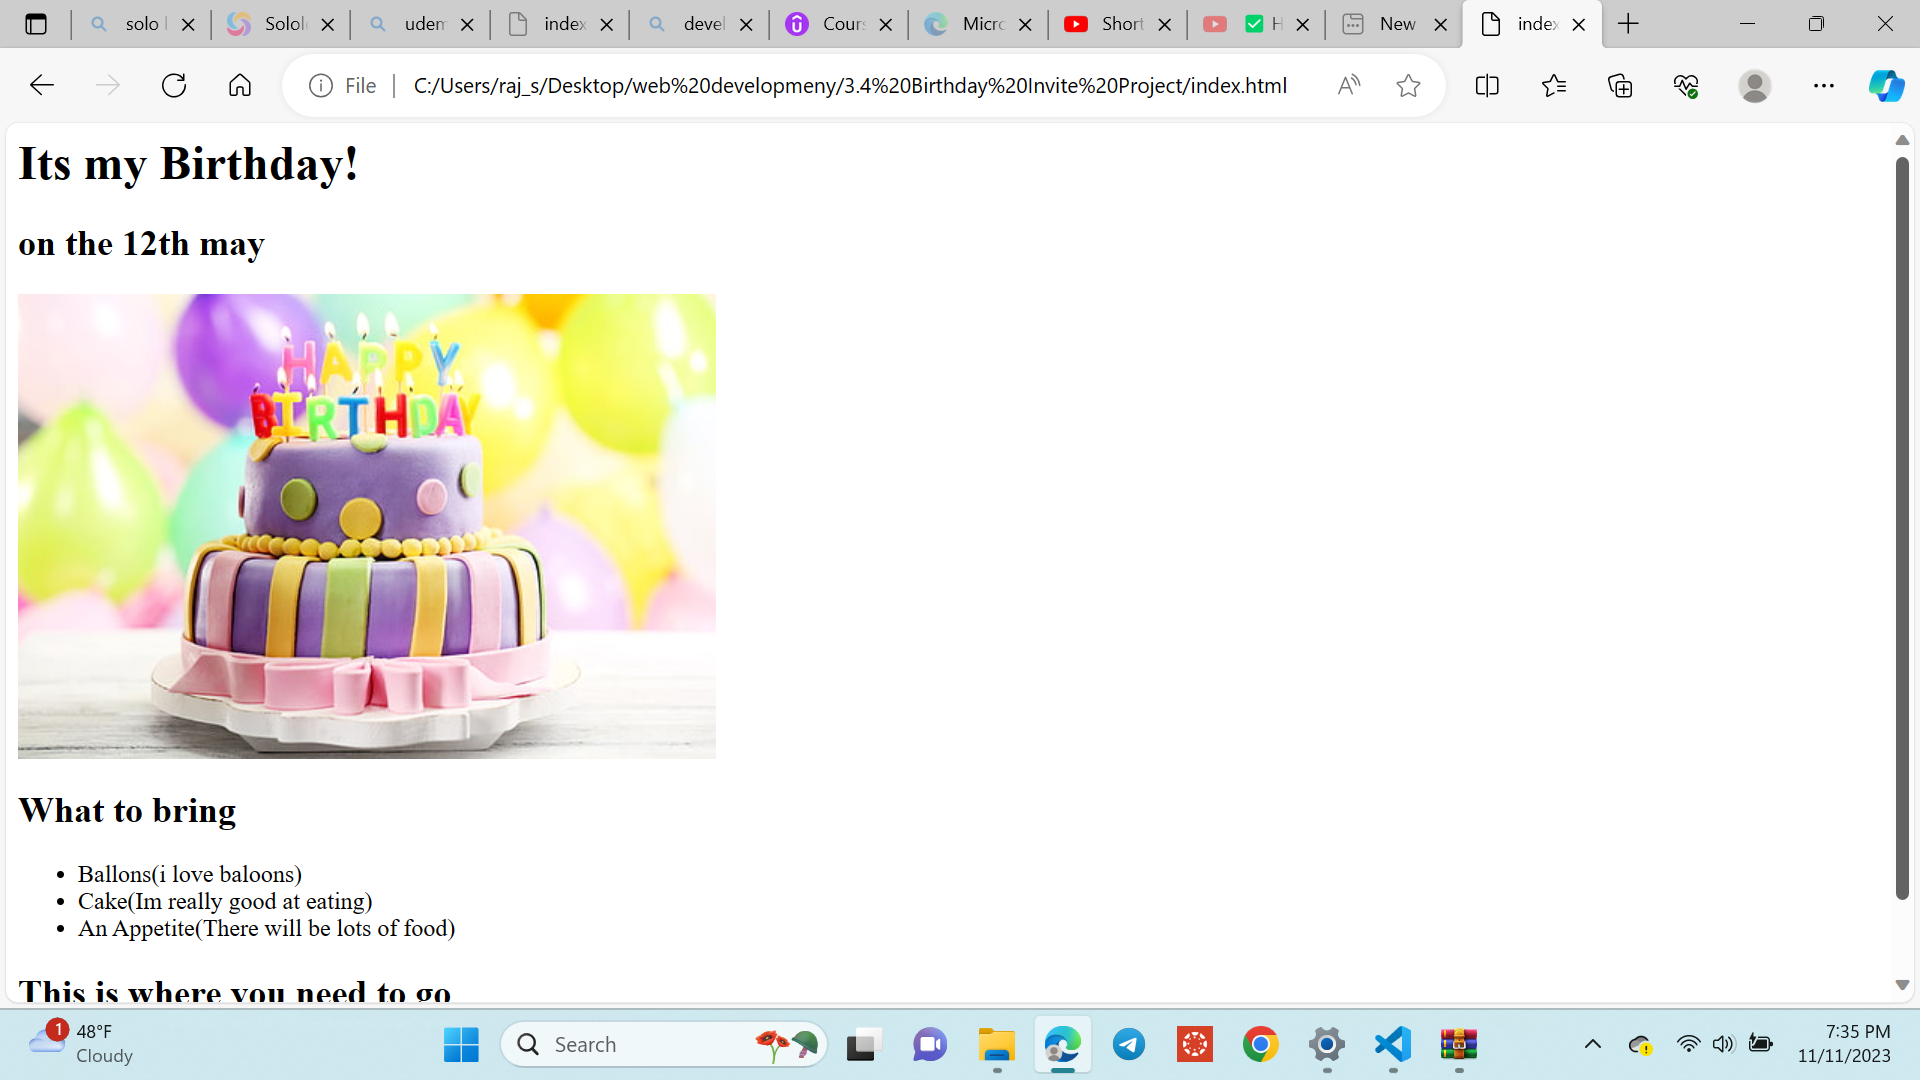 solo l
Solol
udem
index
devel
Cours
Micro
Short
H
New
index
File
C:/Users/raj_s/Desktop/web%20developmeny/3.4%20Birthday%20Invite%20Project/index.html
Its my Birthday!
on the 12th may
HAPPY
BIRTHDAY
What to bring
Ballons(i love baloons)
Cake(Im really good at eating)
An Appetite(There will be lots of food)
This is where you need to go
1
48°F
Cloudy
Search
7:35 PM
11/11/2023